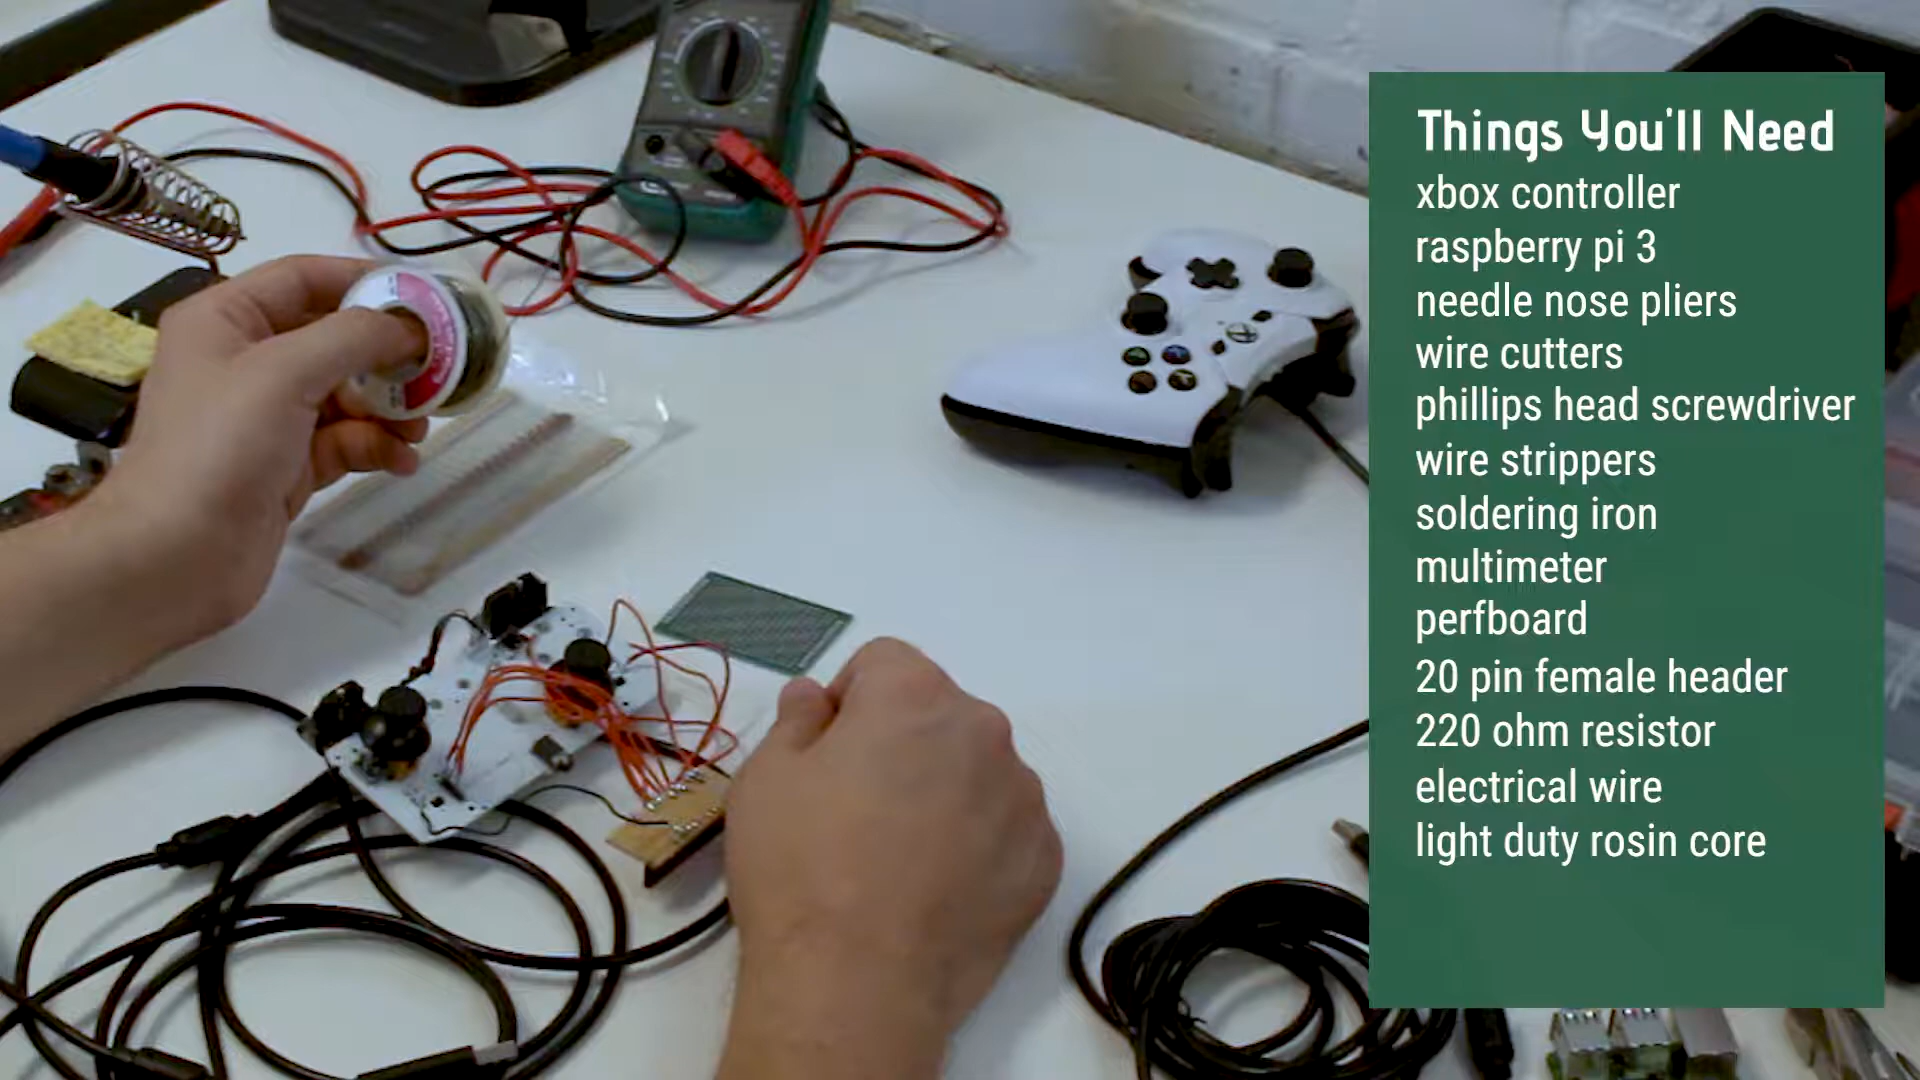 Things You'll Need
xbox controller
raspberry pi 3
needle nose pliers
wire cutters
phillips head screwdriver
wire strippers
soldering iron
multimeter
perfboard
20 pin female header
220 ohm resistor
electrical wire
light duty rosin core